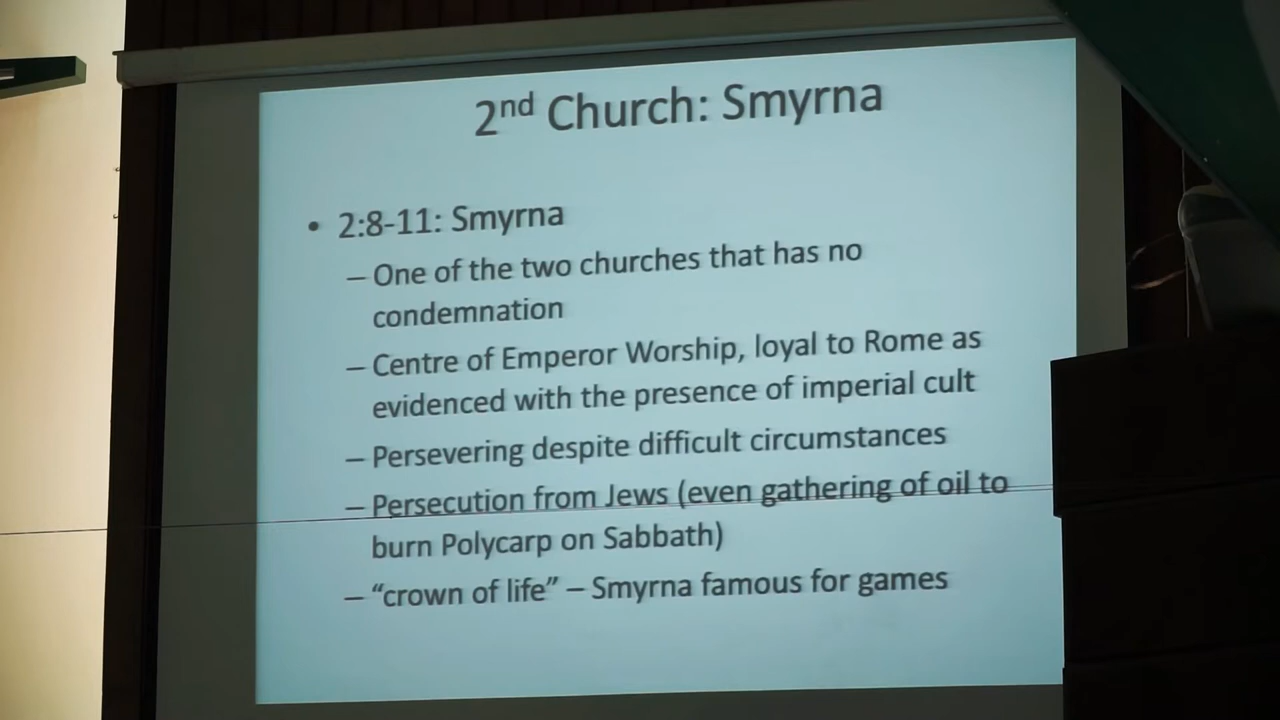 2nd Church: Smyrna
• 2:8-11: Smyrna
– One of the two churches that has no
condemnation
– Centre of Emperor Worship, loyal to Rome as
evidenced with the presence of imperial cult
– Persevering despite difficult circumstances
– Persecution from Jews (even gathering of oil to
burn Polycarp on Sabbath)
– “crown of life” – Smyrna famous for games